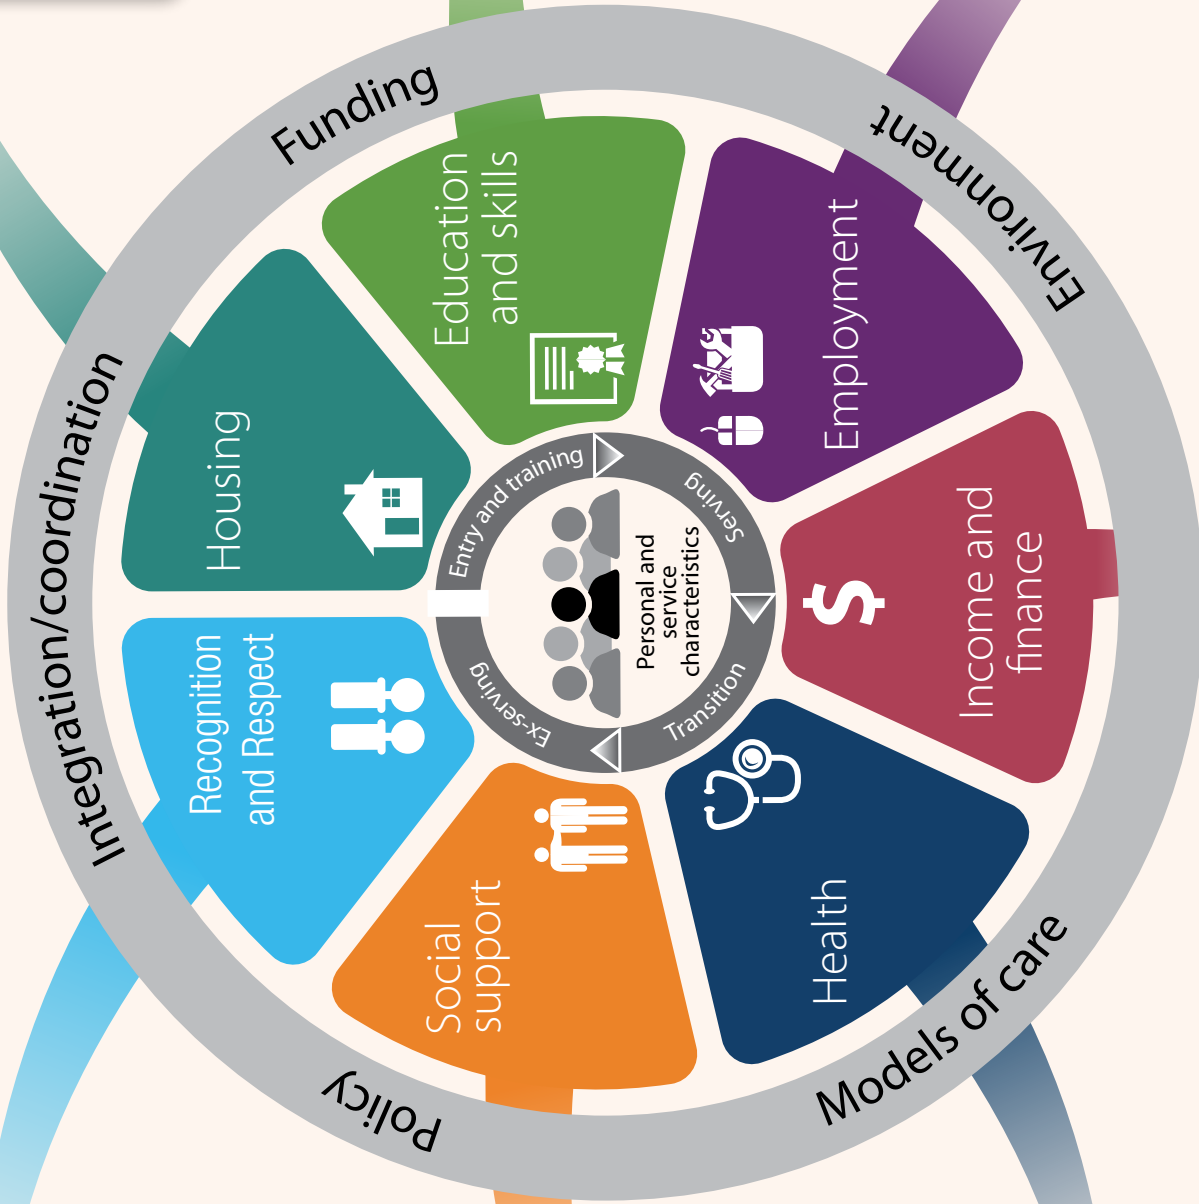 Funding
Environment
Models of care
Policy
Integration/coordination
Education
and skills
Employment
Income and
finance
$
Health
Social
support
Recognition
and Respect
Housing
Entry and training
Serving
Transition
Ex-serving
Personal and
service
characteristics